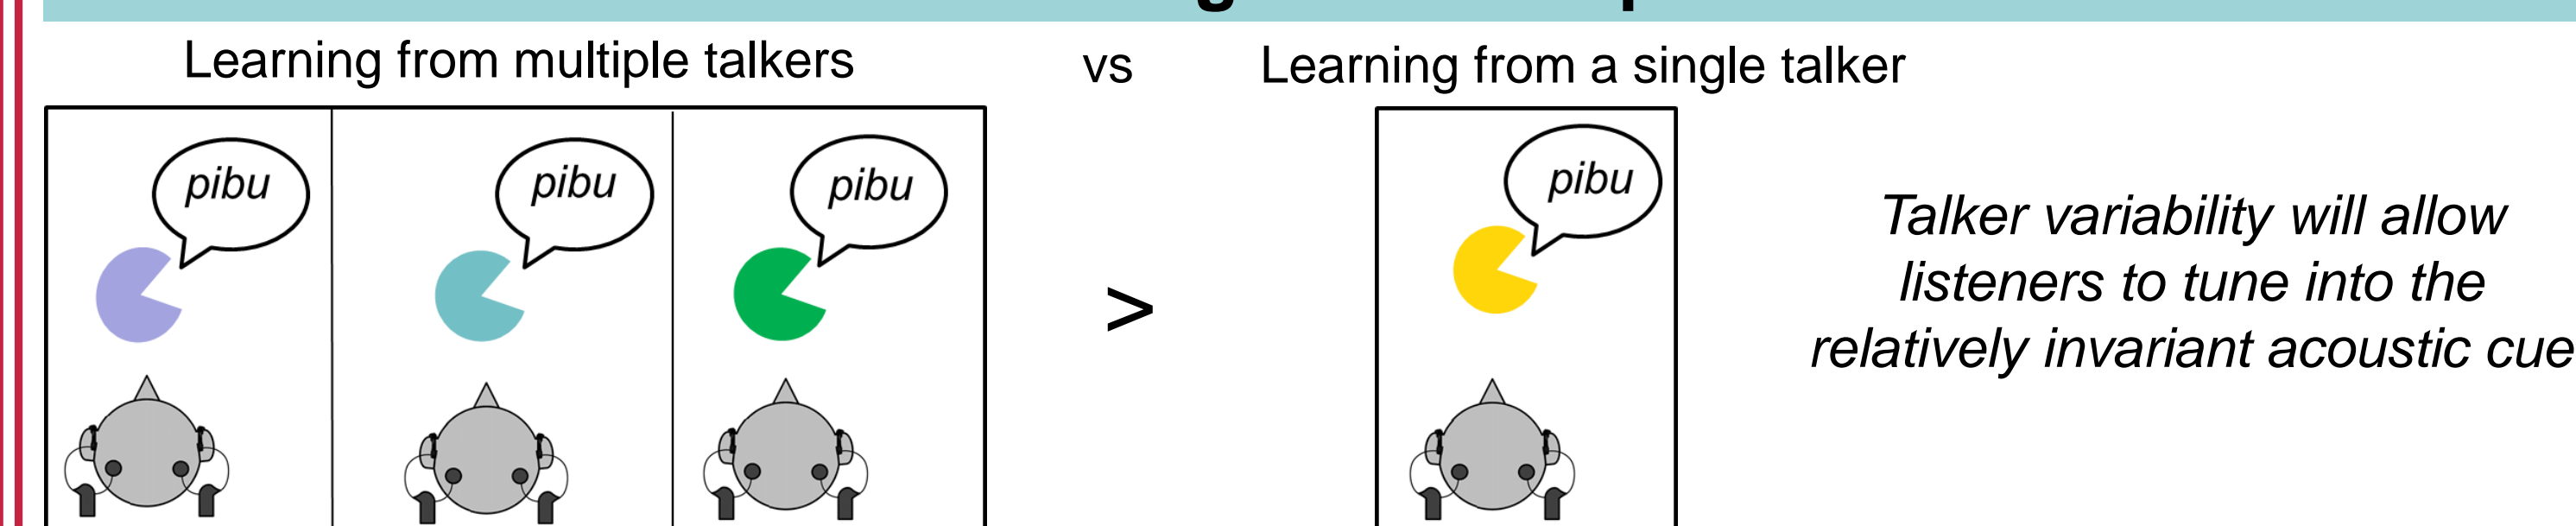 Learning from multiple talkers vs Learning from a single talker
pibu pibu pibu pibu
>
Talker variability will allow
listeners to tune into the
relatively invariant acoustic cue